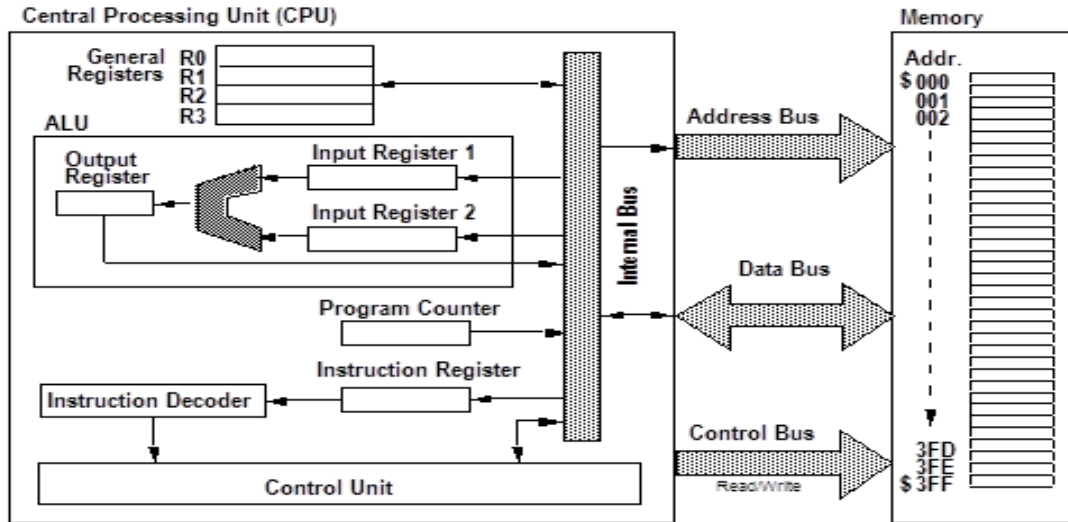 Central Processing Unit (CPU)
Memory
General
Registers
R0
R1
R2
R3
Addr.
$ 000
001
002
ALU
Output
Register
Input Register 1
Input Register 2
Internal Bus
Address Bus
Data Bus
Program Counter
Instruction Register
Instruction Decoder
Control Bus
Read/Write
Control Unit
3FD
3FE
$ 3FF